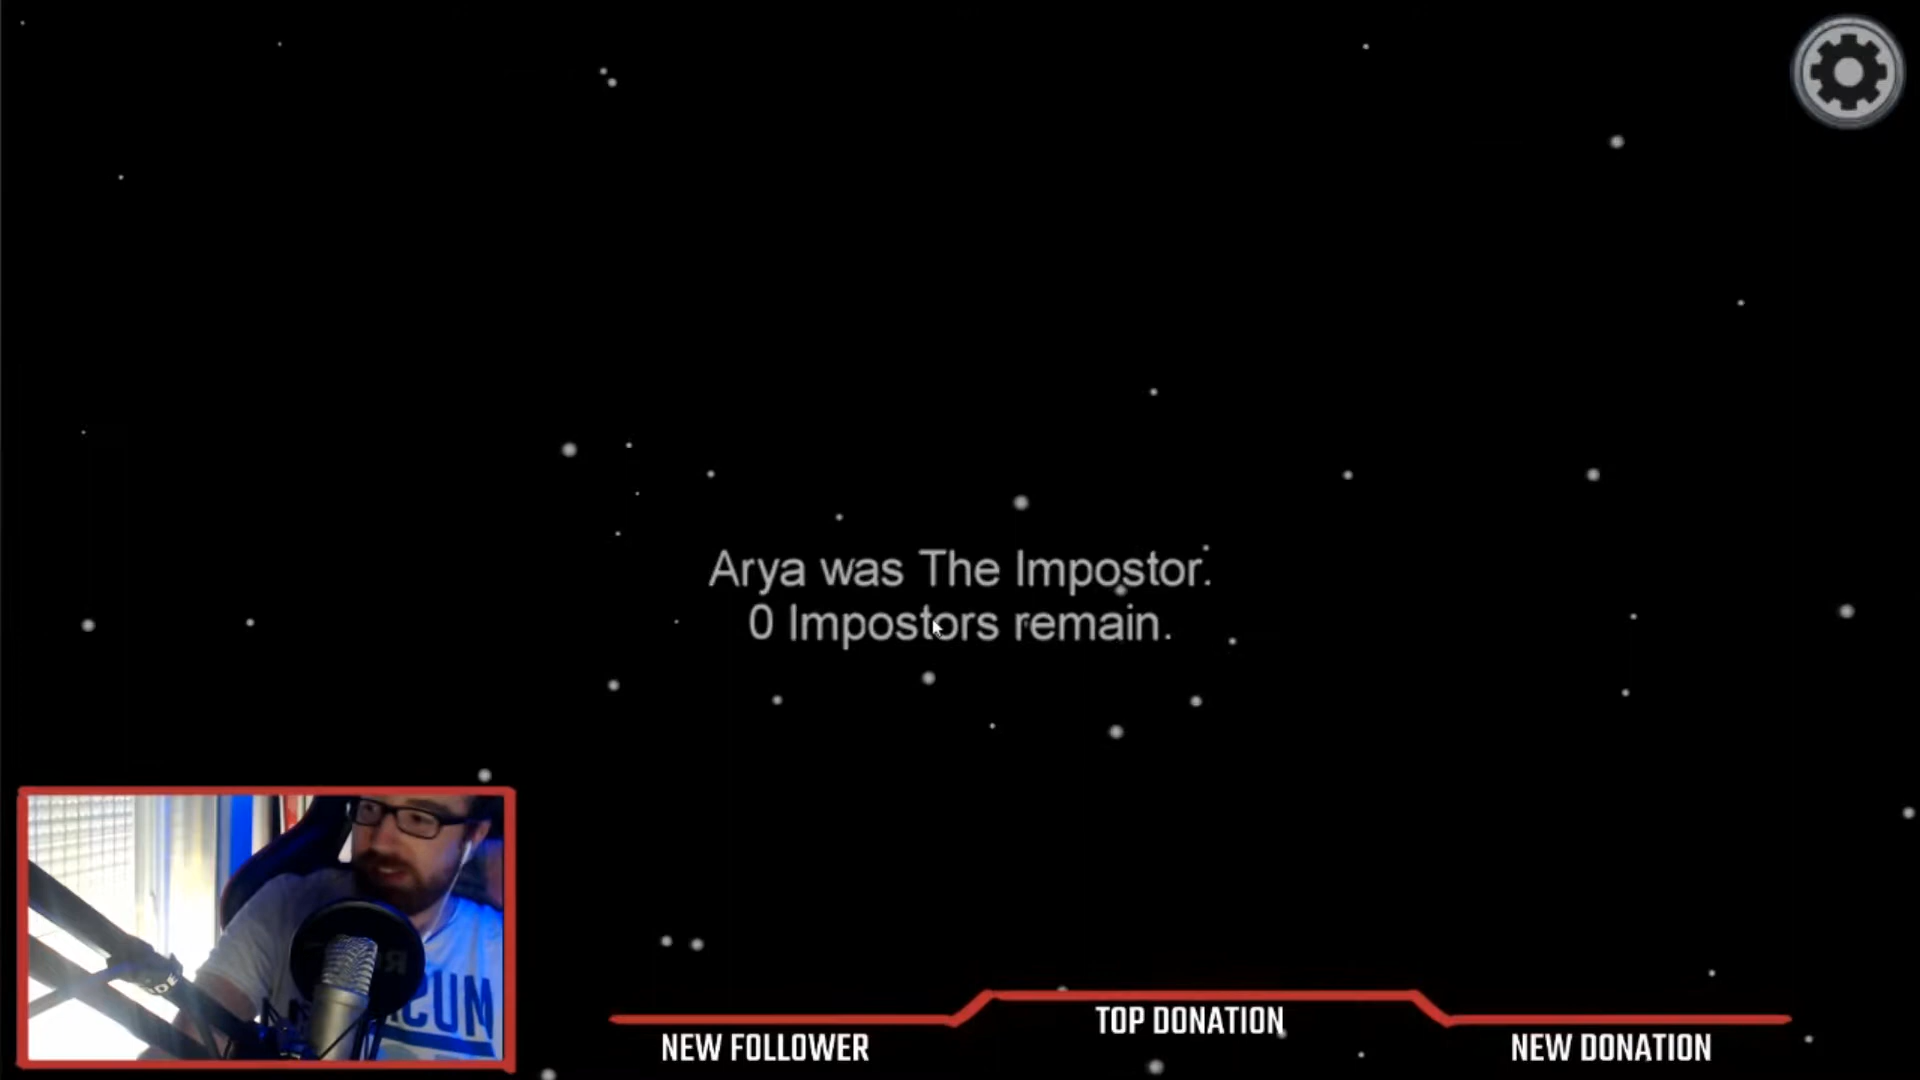 Arya was The Impostor.
0 Impostors remain.
TOP DONATION
NEW FOLLOWER
NEW DONATION